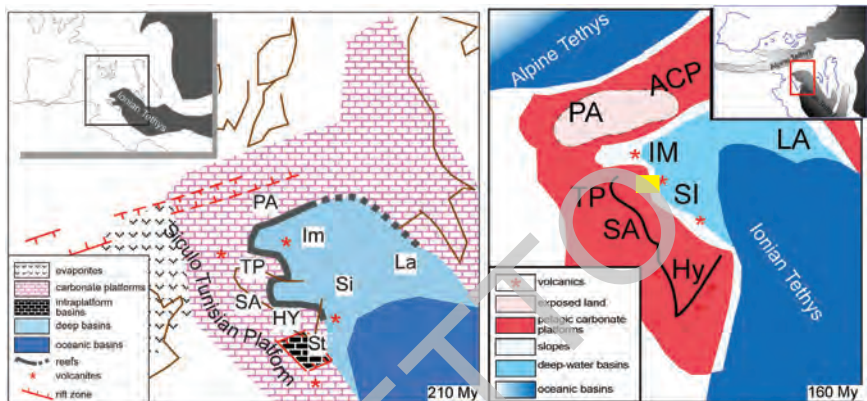 Ionian Tethys
PA
Im
TP
Si
La
SA
HY
St
Siculo Tunisian Platform
evaporites
carbonate platforms
intraplatform
basins
deep basins
oceanic basins
reefs
volcanites
rift zone
210 My
Alpine Tethys
Alpine Tethys
ACP
PA
IM
LA
SI
TP
SA
Hy
Ionian Tethys
volcanics
exposed land
pelagic carbonate
platforms
slopes
deep-water basins
oceanic basins
160 My